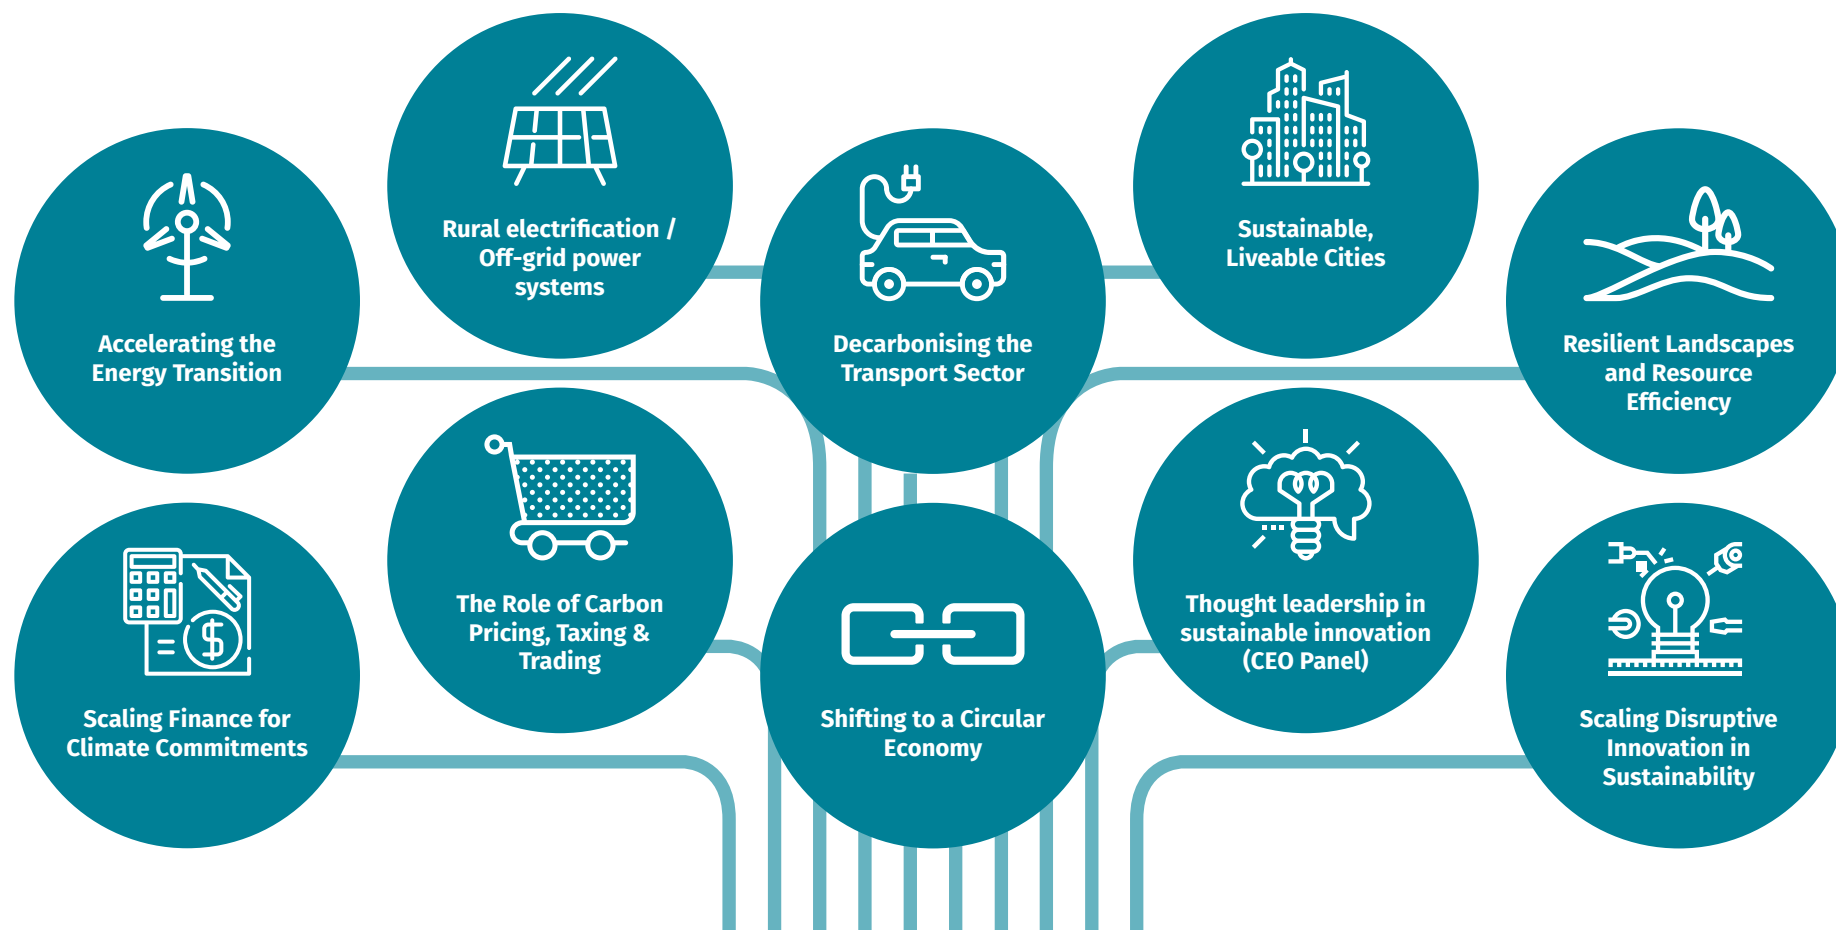 Rural electrification /
Off-grid power
systems
Sustainable,
Liveable Cities
Accelerating the
Energy Transition
Decarbonising the
Transport Sector
Resilient Landscapes
and Resource
Efficiency
The Role of Carbon
Pricing, Taxing &
Trading
Thought leadership in
sustainable innovation
(CEO Panel)
Scaling Finance for
Climate Commitments
Shifting to a Circular
Economy
Scaling Disruptive
Innovation in
Sustainability